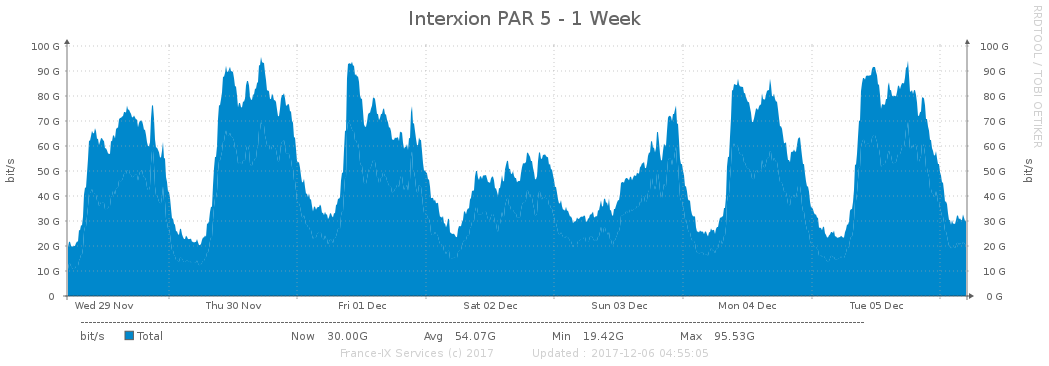 Interxion PAR 5 - 1 Week
RRDTOOL / TOBI OETIKER
100 G 100 G
90 G 90 G
80 G 80 G
70 G 70 G
60 G 60 G
50 G 50 G
40 G 40 G
30 G 30 G
20 G 20 G
10 G 10 G
0 0 G
bit/s bit/s
Wed 29 Nov Thu 30 Nov Fri 01 Dec Sat 02 Dec Sun 03 Dec Mon 04 Dec Tue 05 Dec
bit/s Total Now 30.00G Avg 54.07G Min 19.42G Max 95.53G
France-IX Services (c) 2017 Updated : 2017-12-06 04:55:05